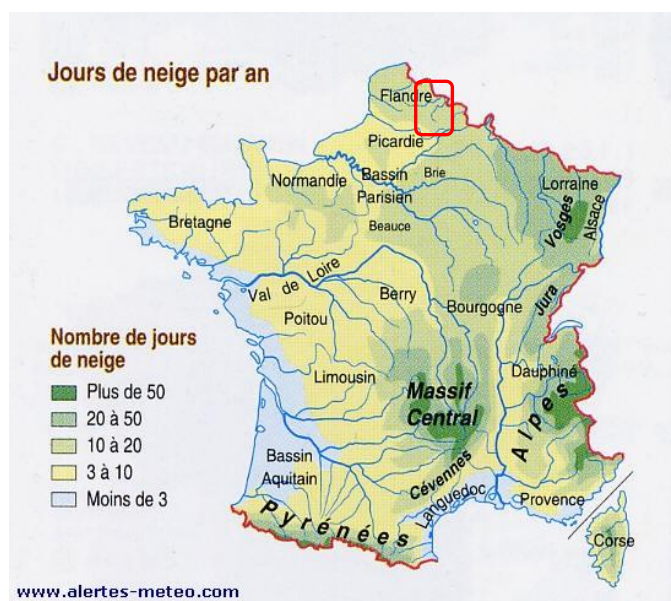 Jours de neige par an
Flandre
Picardie
Bassin
Parisien
Brie
Normandie
Lorraine
Vosges
Alsace
Bretagne
Beauce
Val de Loire
Berry
Bourgogne
Jura
Poitou
Nombre de jours
de neige
Plus de 50
20 à 50
10 à 20
3 à 10
Moins de 3
Limousin
Massif
Central
Dauphiné
Alpes
Bassin
Aquitain
Cévennes
Languedoc
Provence
Pyrénées
Corse
www.alertes-meteo.com